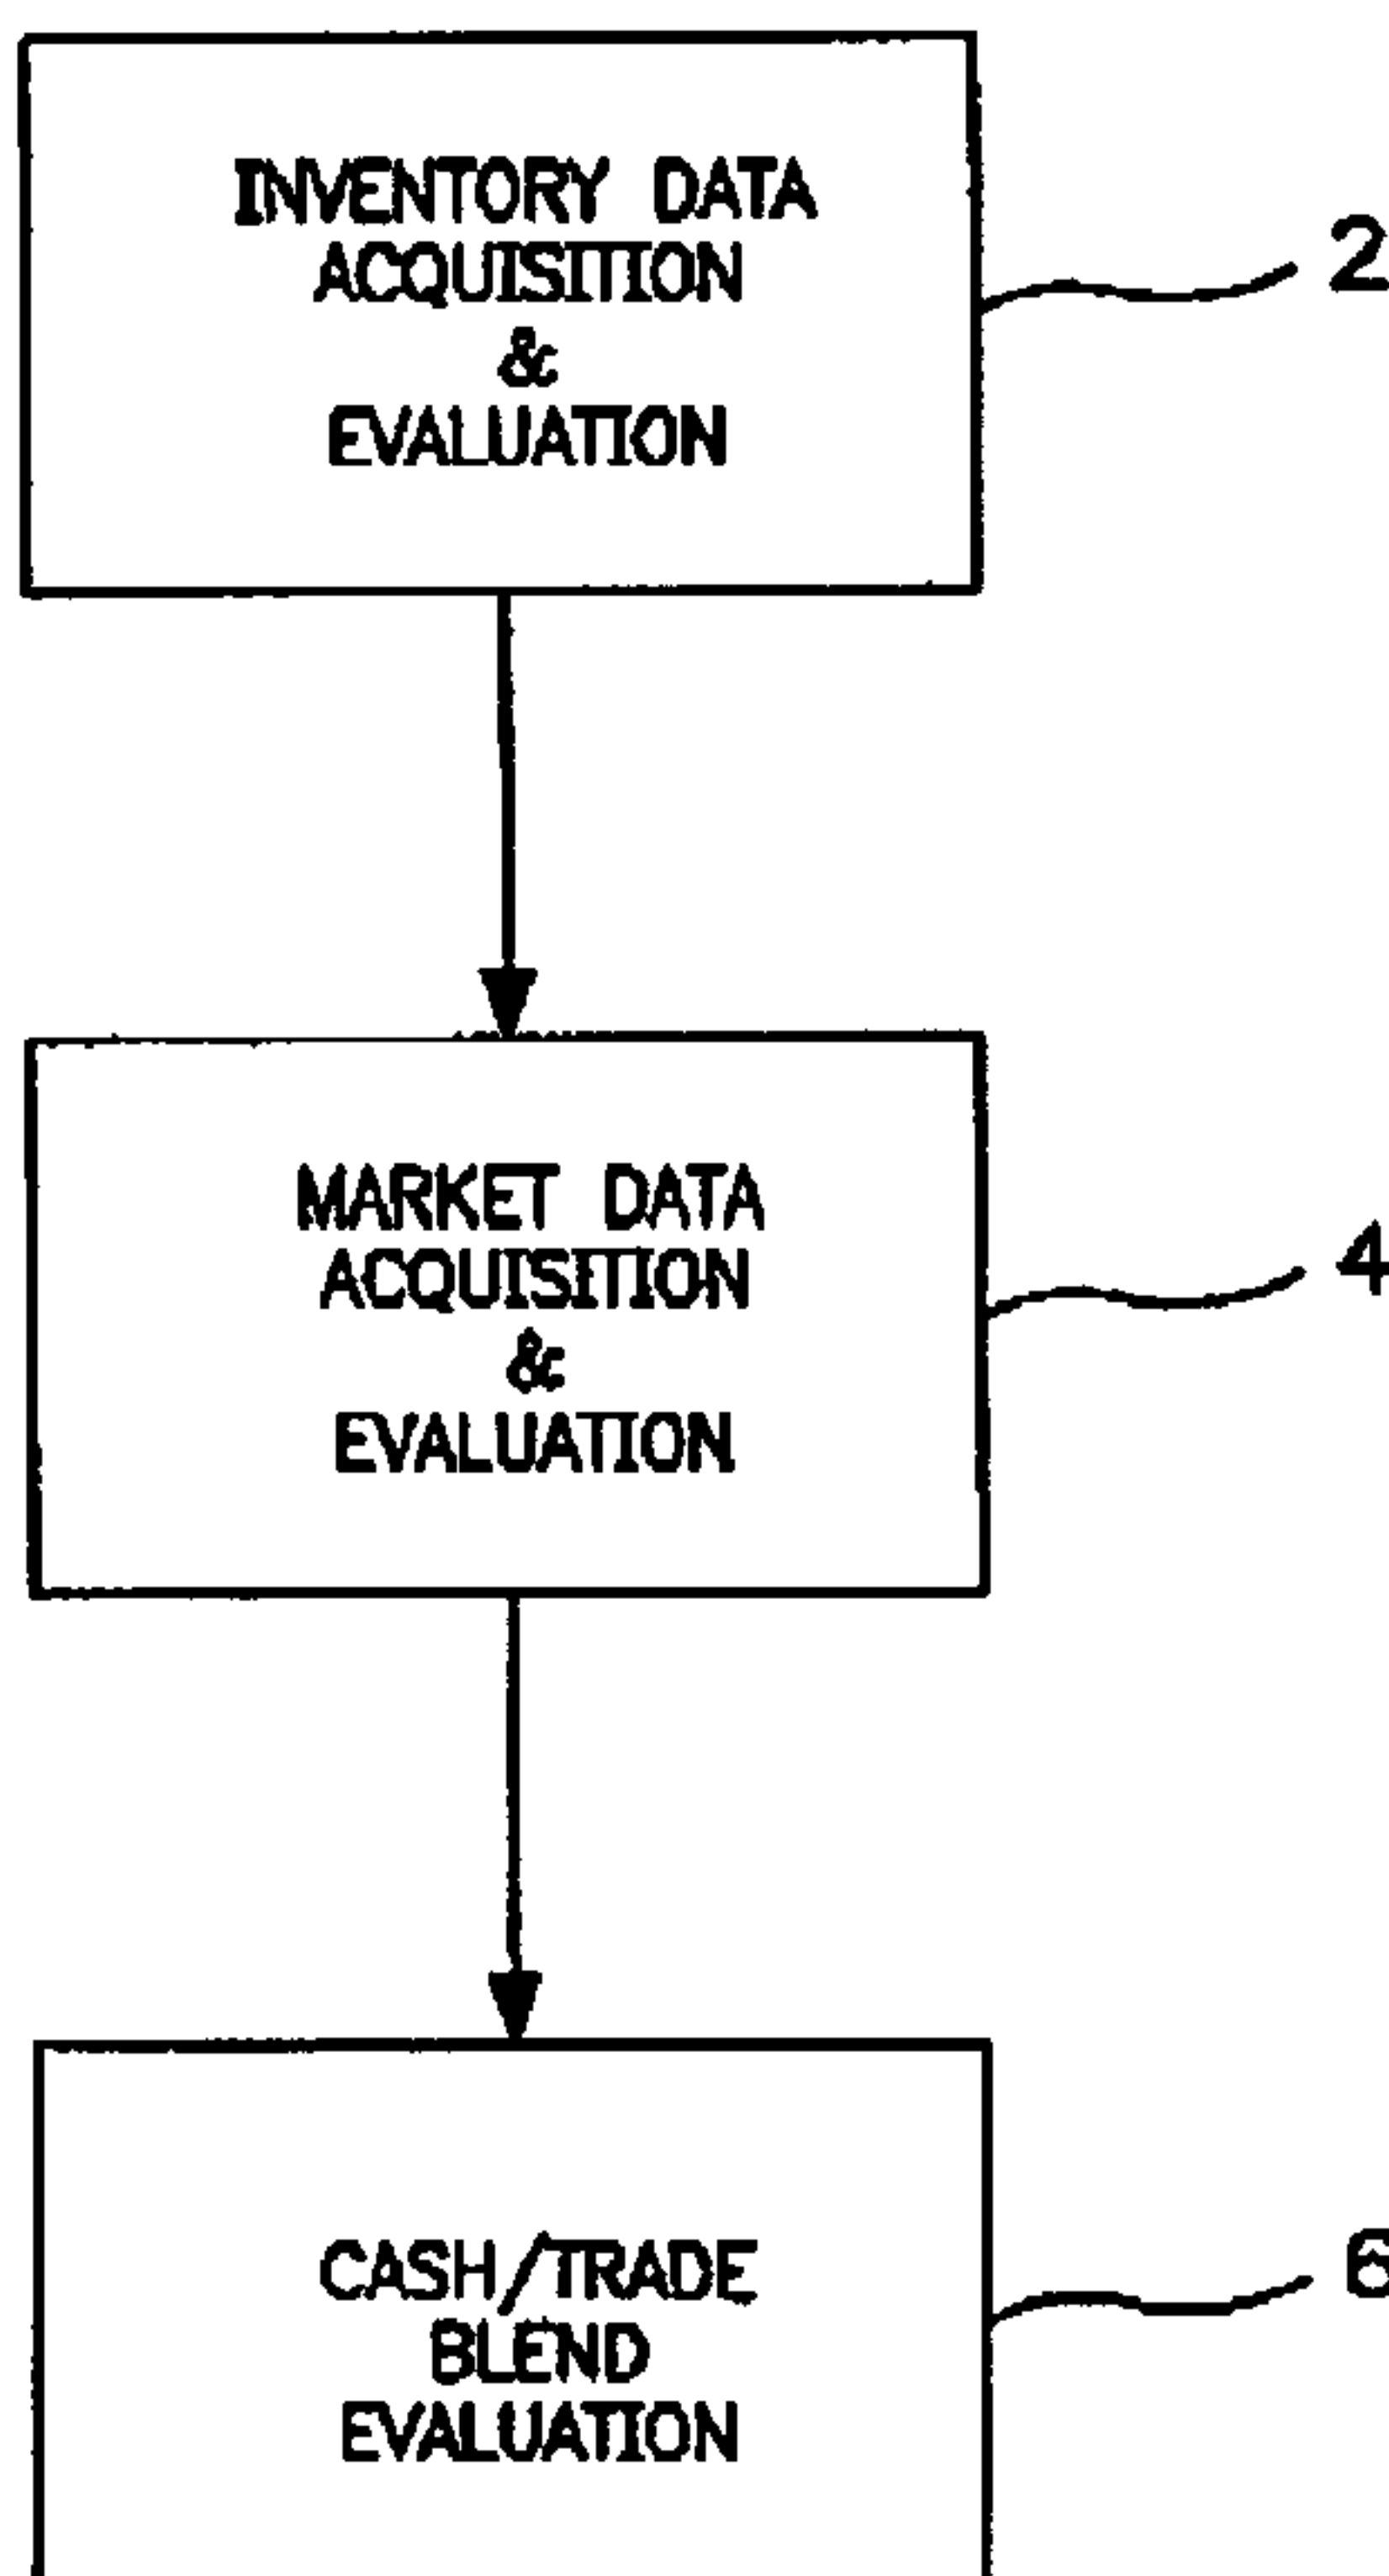 INVENTORY DATA
ACQUISITION
&
EVALUATION
2
MARKET DATA
ACQUISITION
&
EVALUATION
4
CASH/TRADE
BLEND
EVALUATION
6